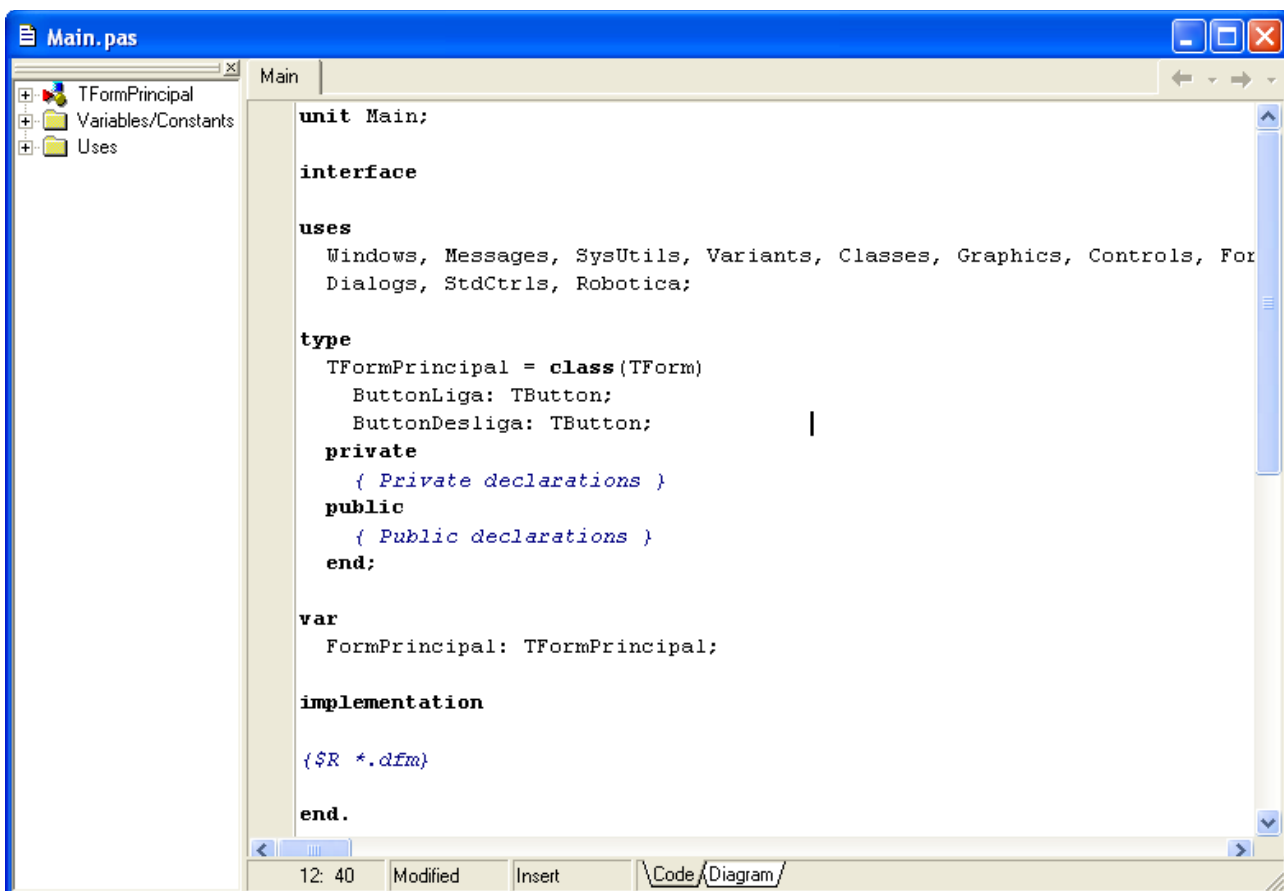 Main.pas
TFormPrincipal
Variables/Constants
Uses
Main
unit Main;
interface
uses
Windows, Messages, SysUtils, Variants, Classes, Graphics, Controls, For
Dialogs, StdCtrls, Robotica;
type
TFormPrincipal = class(TForm)
ButtonLiga: TButton;
ButtonDesliga: TButton;
private
{ Private declarations }
public
{ Public declarations }
end;
var
FormPrincipal: TFormPrincipal;
implementation
{$R *.dfm}
end.
12: 40 Modified Insert Code Diagram